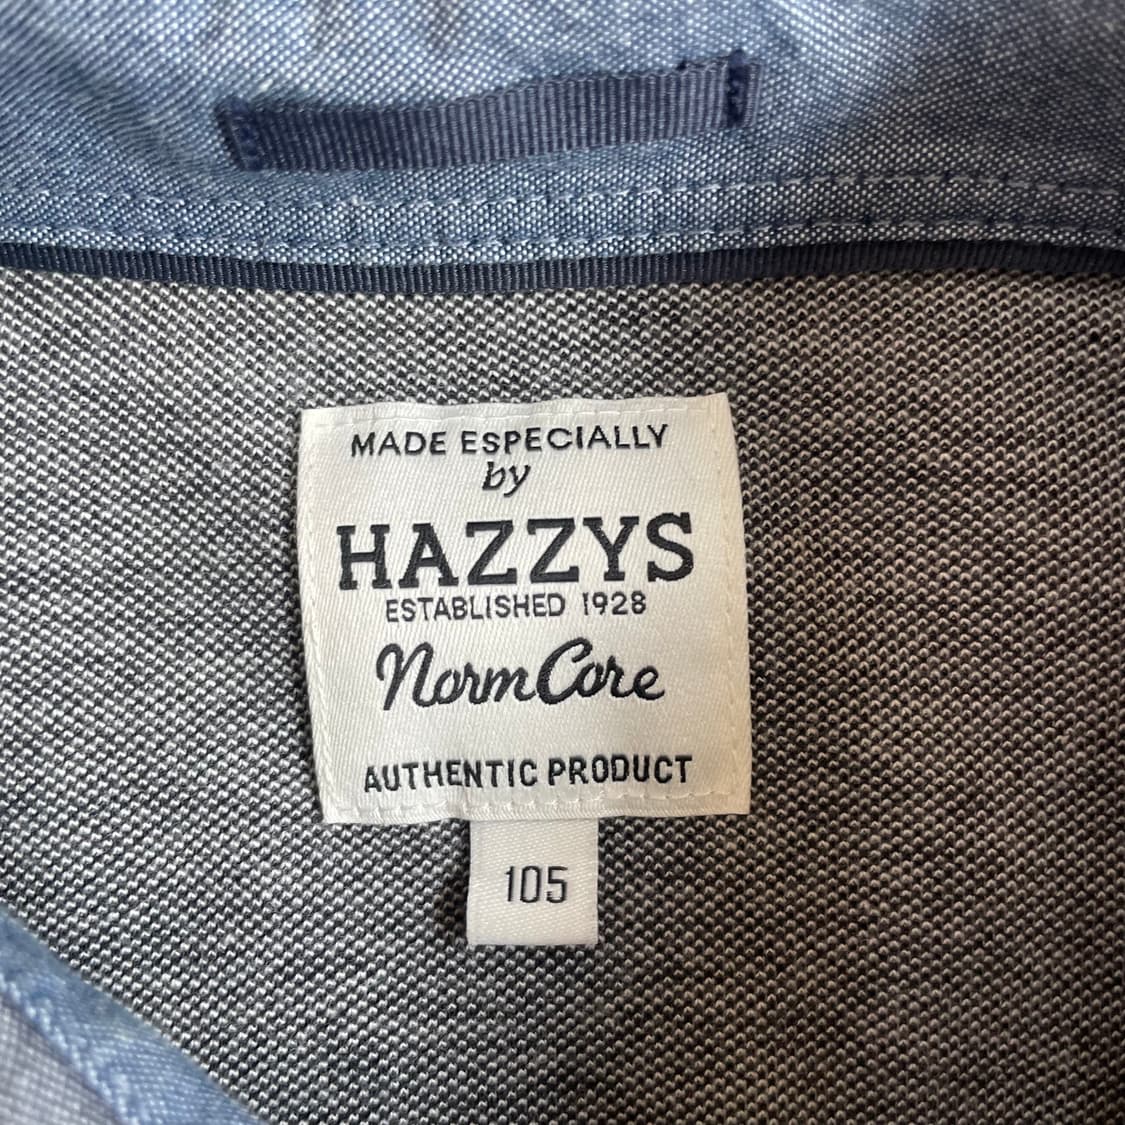 MADE ESPECIALLY
by
HAZZYS
ESTABLISHED 1928
NormCore
AUTHENTIC PRODUCT
105